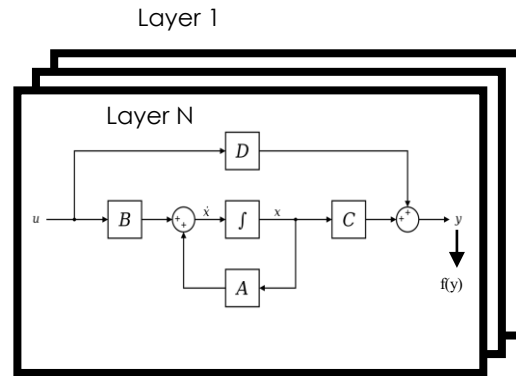 Layer 1
Layer N
D
u B + + ẋ ∫ x C + + y
A
f(y)